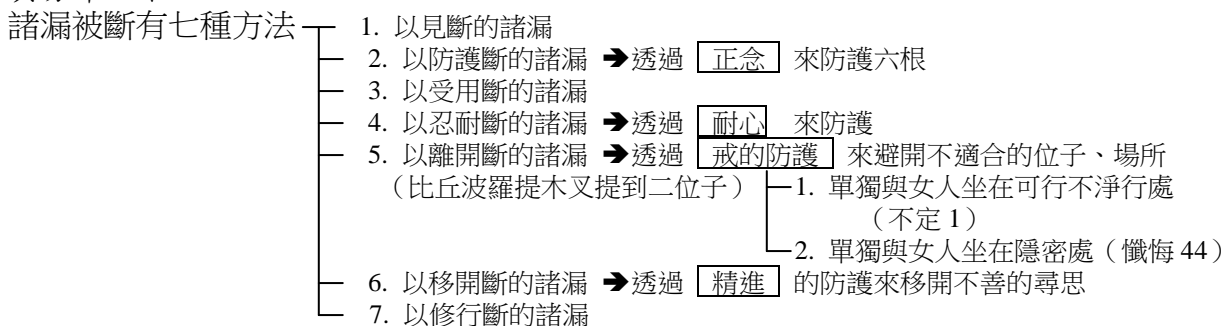 諸漏被斷有七種方法
1. 以見斷的諸漏
2. 以防護斷的諸漏 ➔透過 正念 來防護六根
3. 以受用斷的諸漏
4. 以忍耐斷的諸漏 ➔透過 耐心 來防護
5. 以離開斷的諸漏 ➔透過 戒的防護 來避開不適合的位子、場所
（比丘波羅提木叉提到二位子）
1. 單獨與女人坐在可行不淨行處
（不定 1）
2. 單獨與女人坐在隱密處（懺悔 44）
6. 以移開斷的諸漏 ➔透過 精進 的防護來移開不善的尋思
7. 以修行斷的諸漏